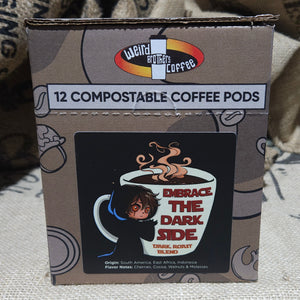 Weird
Brothers
Coffee
12 COMPOSTABLE COFFEE PODS
EMBRACE
THE
DARK
SIDE
DARK ROAST
BLEND
Origin: South America, East Africa, Indonesia
Flavor Notes: Cherries, Cocoa, Walnuts & Molasses